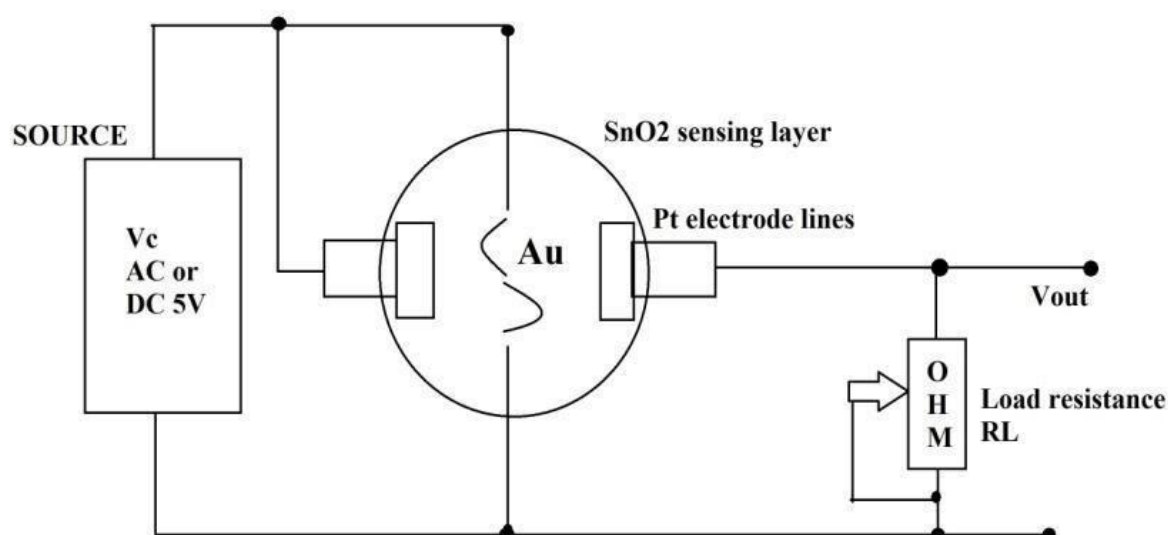 SOURCE
Vc
AC or
DC 5V
SnO2 sensing layer
Pt electrode lines
Au
Vout
O
H
M
Load resistance
RL